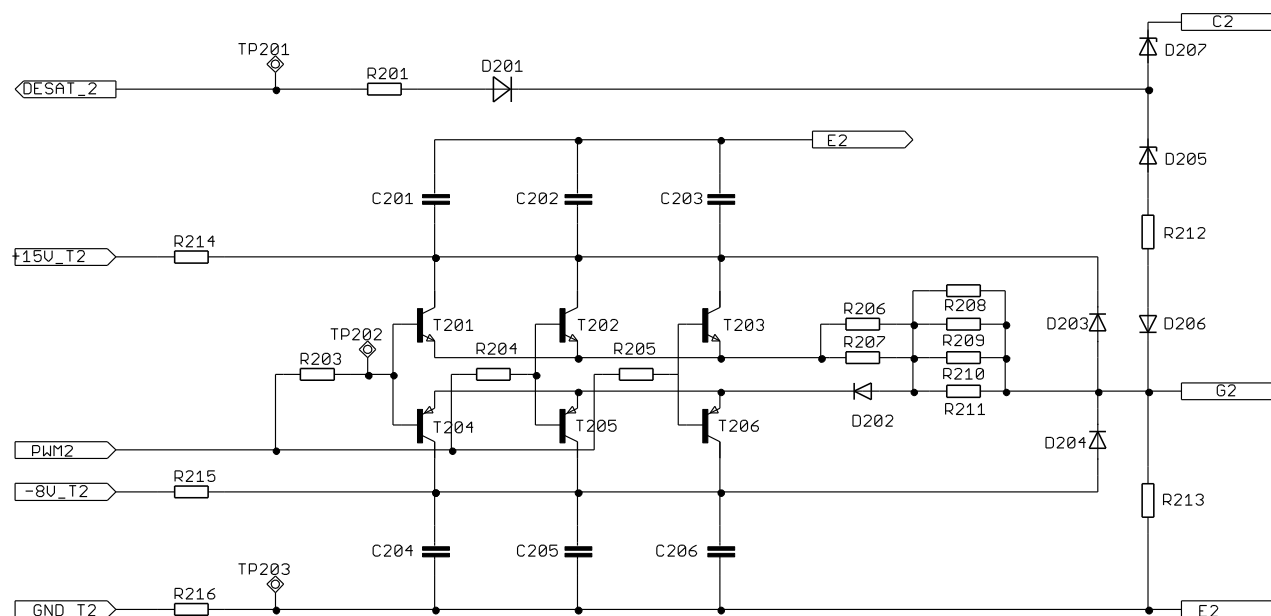 C2
D207
TP201
D201
R201
DESAT_2
E2
D205
C201
C202
C203
R212
R214
+15V_T2
R208
R206
T201
T202
T203
D203
D206
TP202
R209
R203
R204
R205
R207
R210
G2
R211
D202
T204
T205
T206
D204
PWM2
R215
-8V_T2
R213
C204
C205
C206
TP203
R216
GND_T2
E2